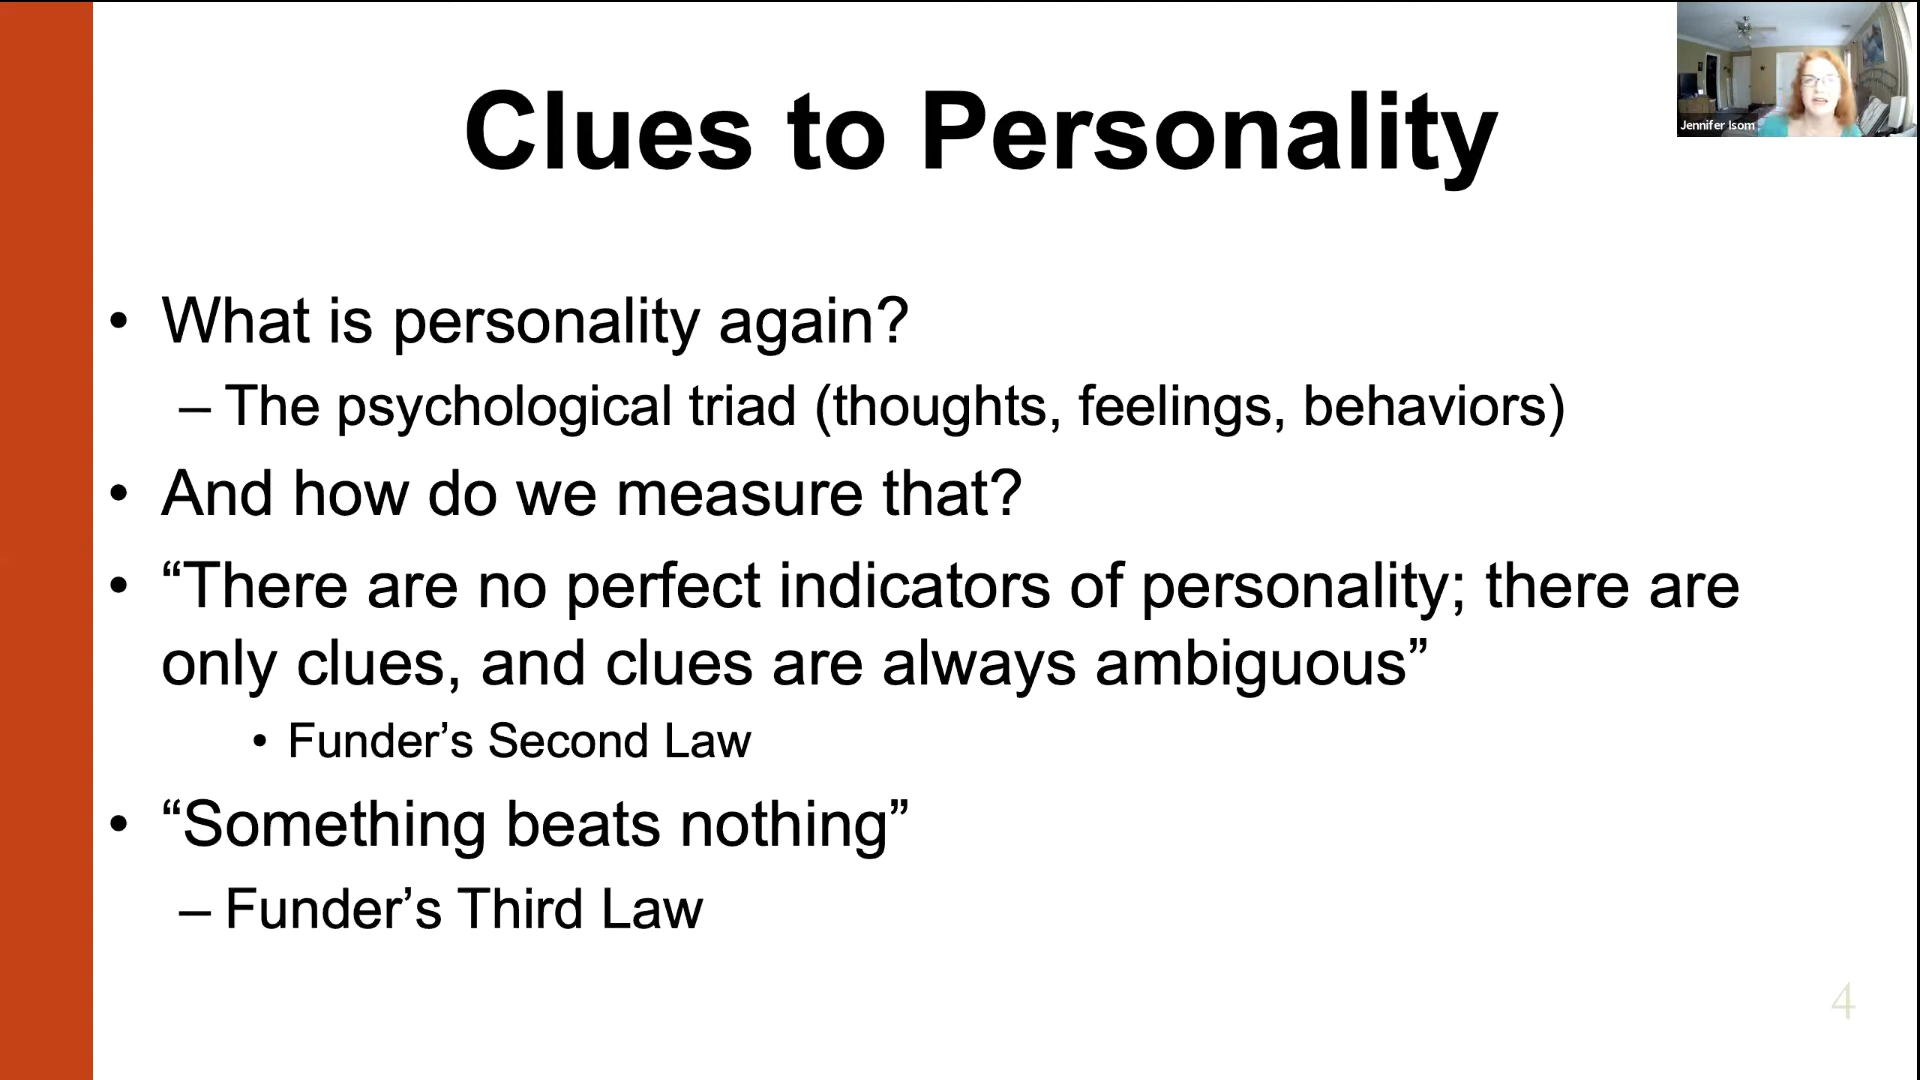 Clues to Personality
Jennifer Isom
• What is personality again?
– The psychological triad (thoughts, feelings, behaviors)
• And how do we measure that?
• “There are no perfect indicators of personality; there are
only clues, and clues are always ambiguous”
• Funder’s Second Law
• “Something beats nothing”
– Funder’s Third Law
4